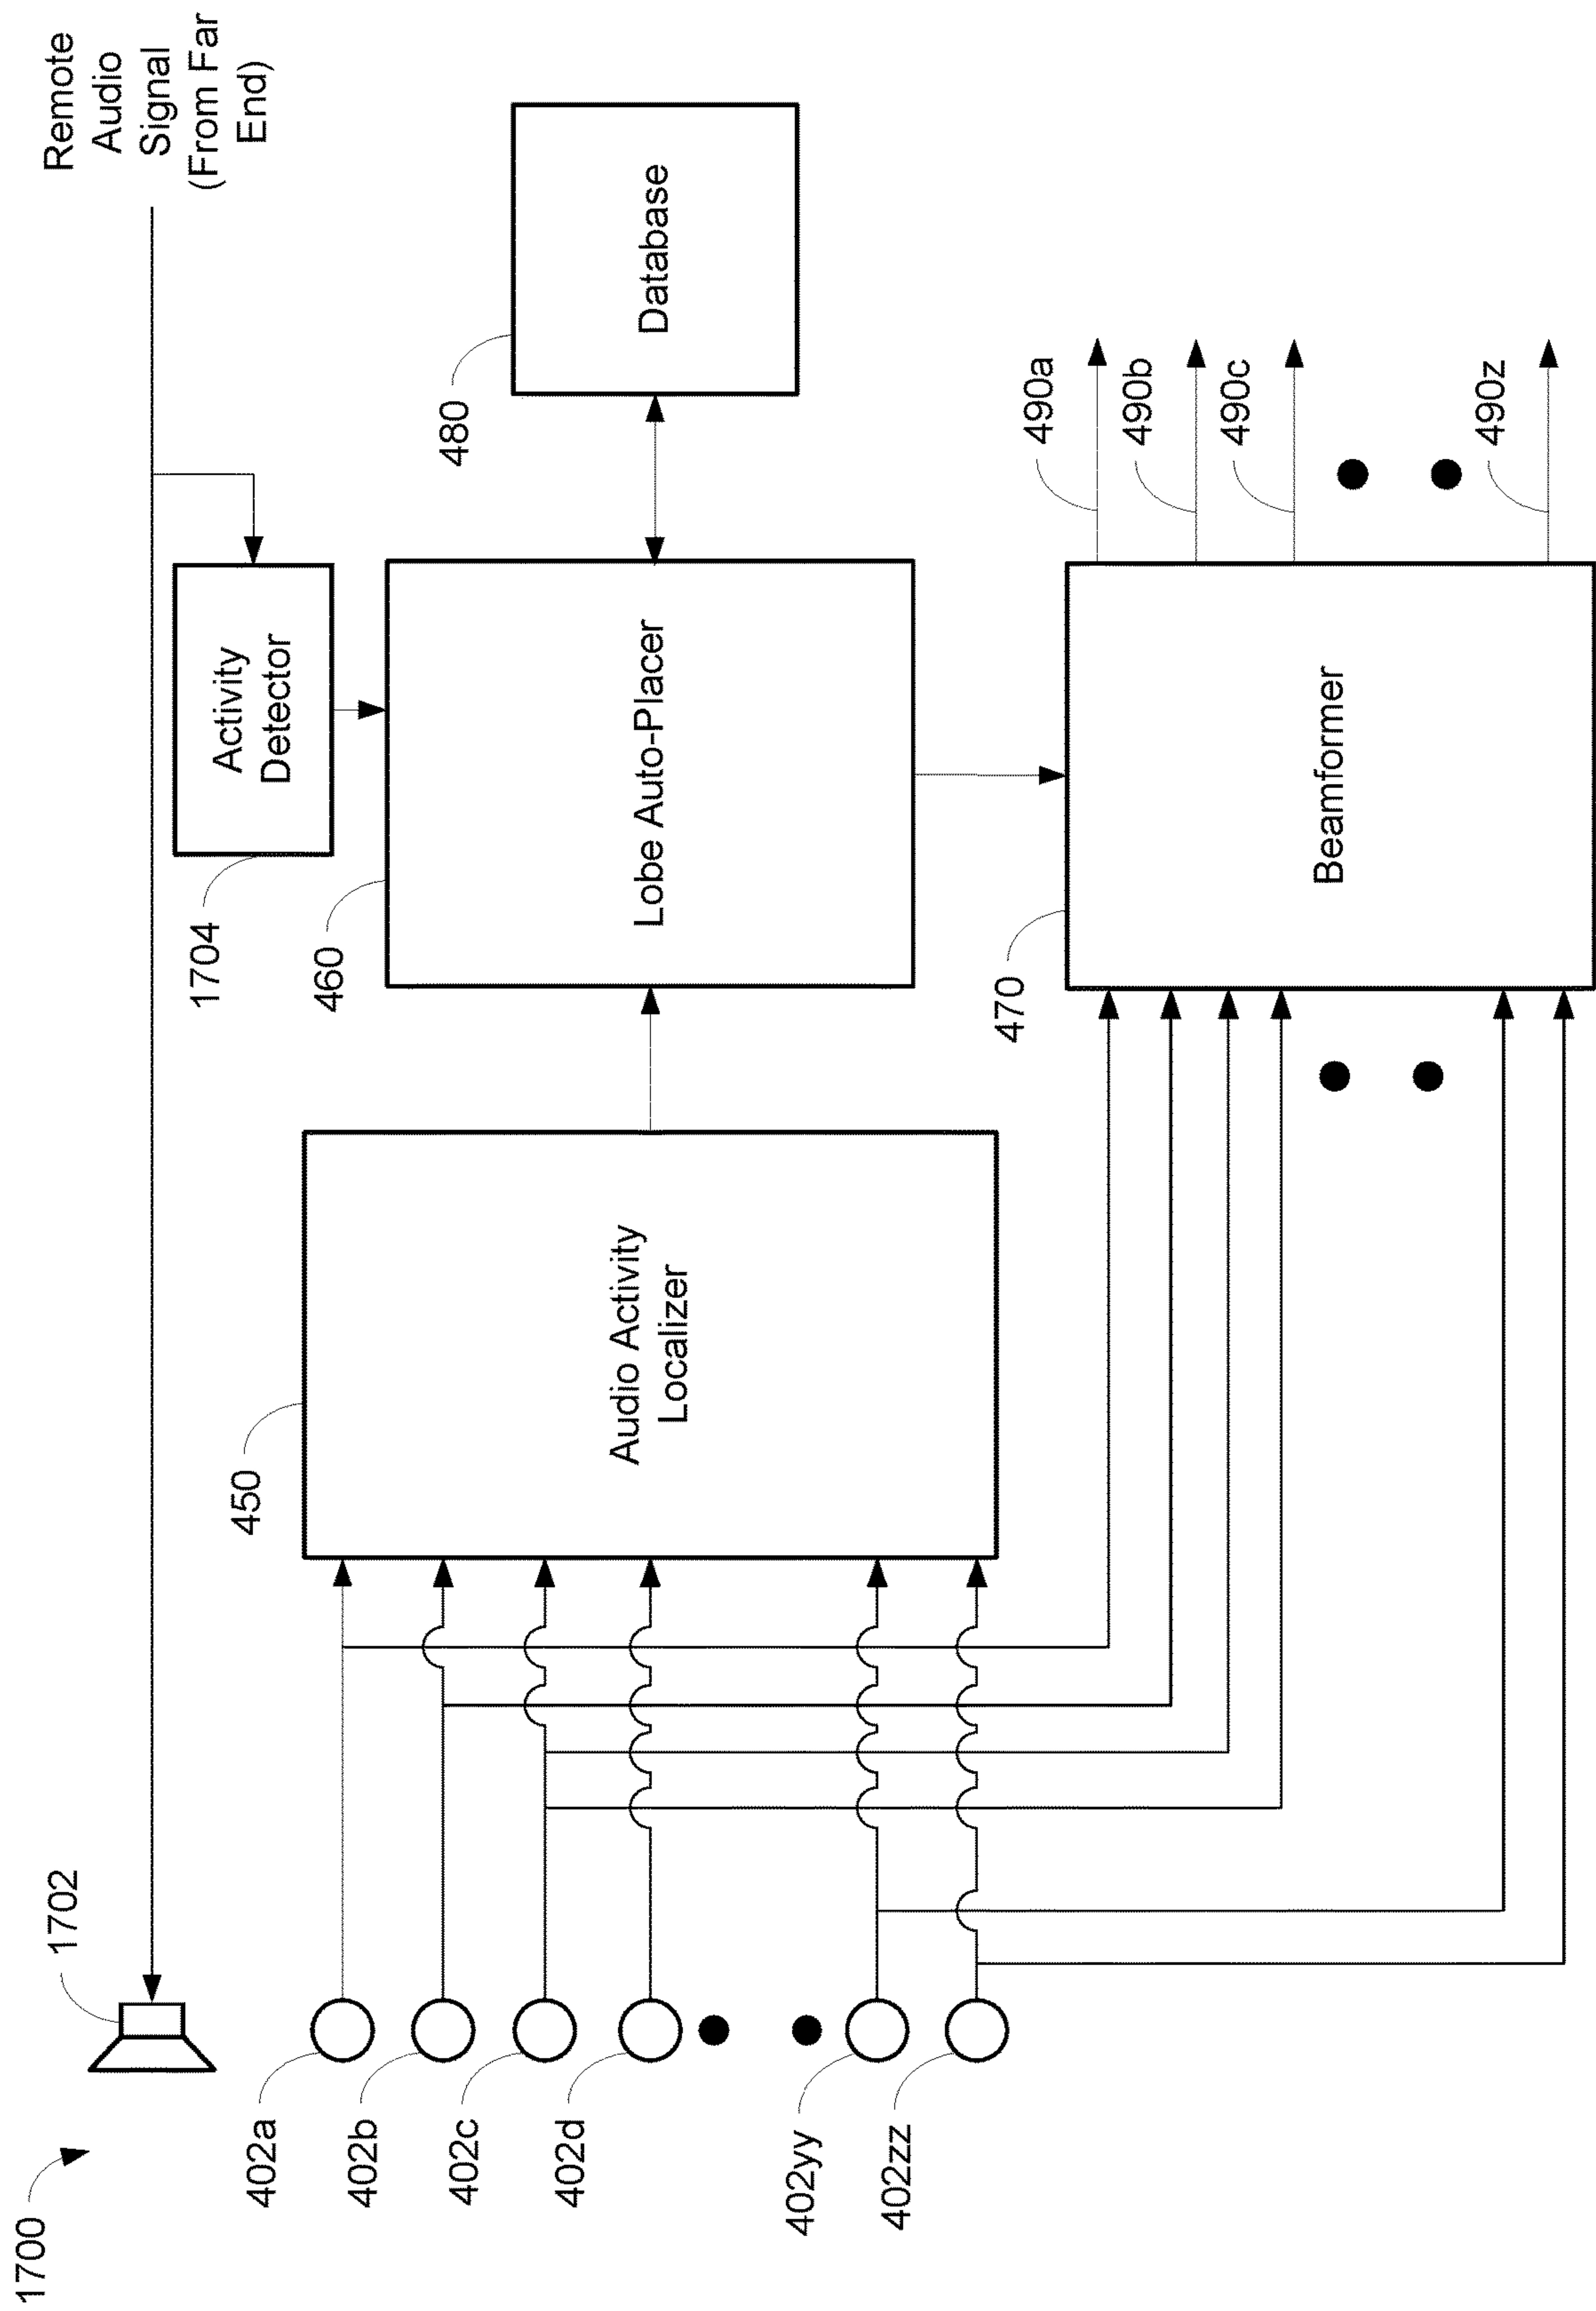 1700
1702
Remote
Audio
Signal
(From Far
End)
1704
Activity
Detector
402a
402b
402c
402d
402yy
402zz
450
Audio Activity
Localizer
460
Lobe Auto-Placer
480
Database
470
Beamformer
490a
490b
490c
490z